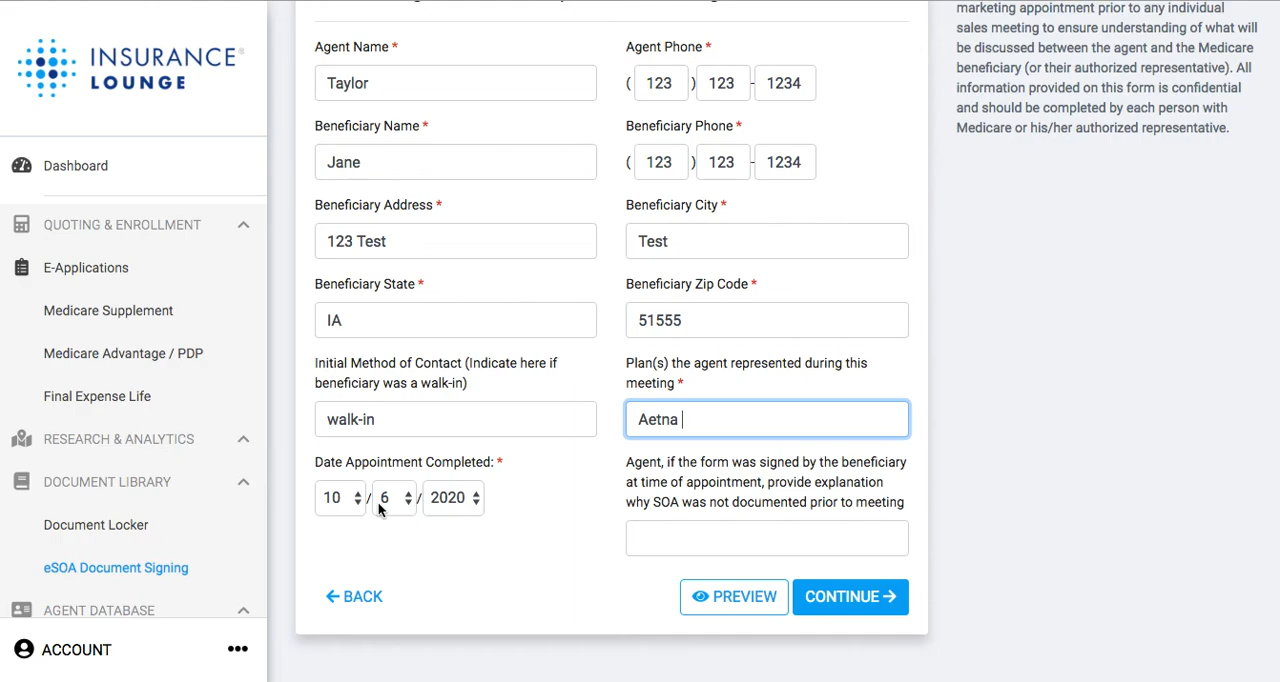 INSURANCE®
LOUNGE
Dashboard
QUOTING & ENROLLMENT
E-Applications
Medicare Supplement
Medicare Advantage / PDP
Final Expense Life
RESEARCH & ANALYTICS
DOCUMENT LIBRARY
Document Locker
eSOA Document Signing
AGENT DATABASE
ACCOUNT
Agent Name *
Taylor
Agent Phone *
( 123 ) 123 - 1234
Beneficiary Name *
Jane
Beneficiary Phone *
( 123 ) 123 - 1234
Beneficiary Address *
123 Test
Beneficiary City *
Test
Beneficiary State *
IA
Beneficiary Zip Code *
51555
Initial Method of Contact (Indicate here if
beneficiary was a walk-in)
walk-in
Plan(s) the agent represented during this
meeting *
Aetna
Date Appointment Completed: *
10 / 6 / 2020
Agent, if the form was signed by the beneficiary
at time of appointment, provide explanation
why SOA was not documented prior to meeting
BACK
PREVIEW
CONTINUE
marketing appointment prior to any individual
sales meeting to ensure understanding of what will
be discussed between the agent and the Medicare
beneficiary (or their authorized representative). All
information provided on this form is confidential
and should be completed by each person with
Medicare or his/her authorized representative.